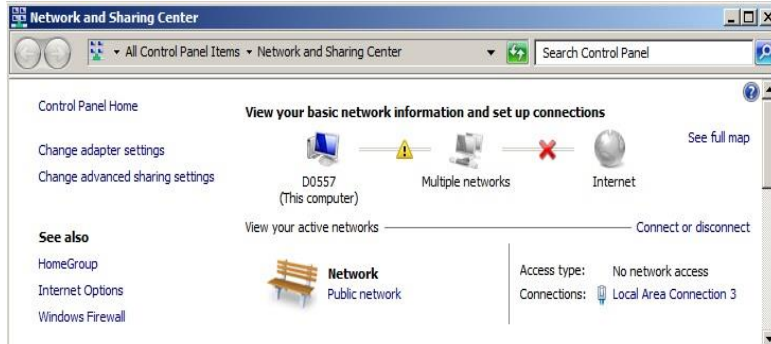 Network and Sharing Center
All Control Panel Items
Network and Sharing Center
Search Control Panel
Control Panel Home
Change adapter settings
Change advanced sharing settings
See also
HomeGroup
Internet Options
Windows Firewall
View your basic network information and set up connections
See full map
D0557
(This computer)
Multiple networks
Internet
View your active networks
Connect or disconnect
Network
Public network
Access type: No network access
Connections: Local Area Connection 3